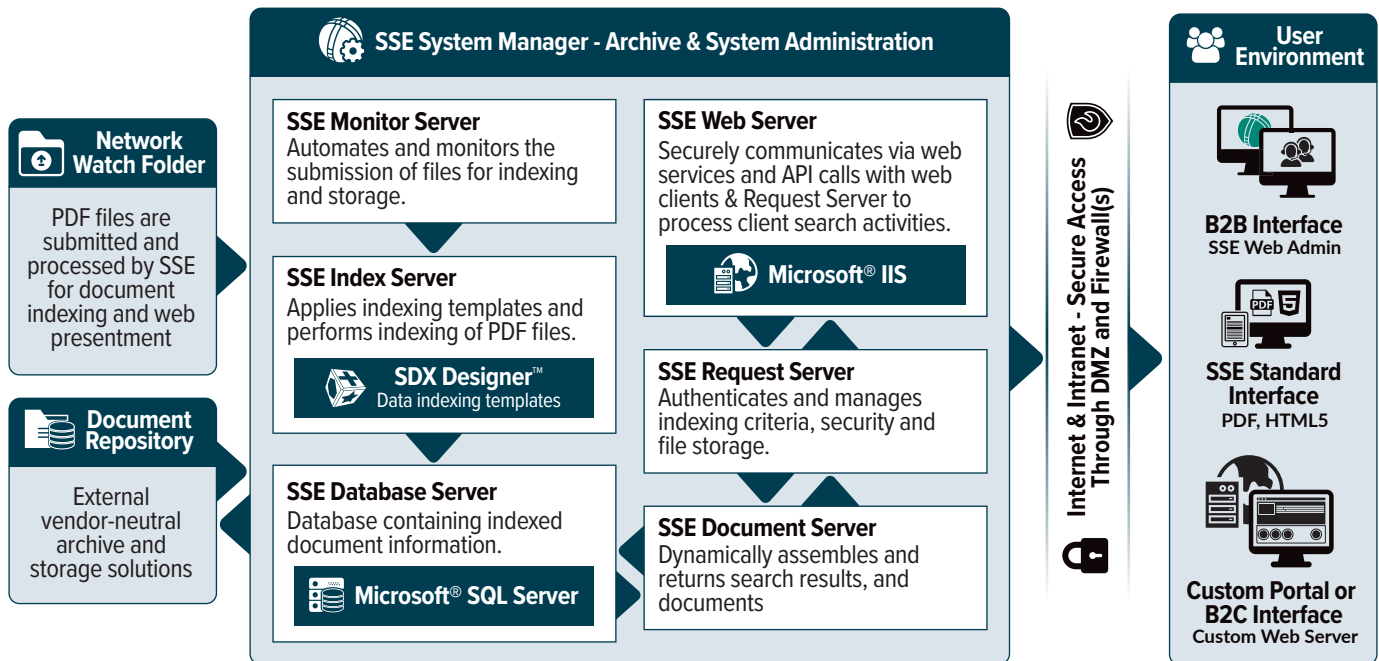 SSE System Manager - Archive & System Administration
Network
Watch Folder
PDF files are
submitted and
processed by SSE
for document
indexing and web
presentment
Document
Repository
External
vendor-neutral
archive and
storage solutions
SSE Monitor Server
Automates and monitors the
submission of files for indexing
and storage.
SSE Index Server
Applies indexing templates and
performs indexing of PDF files.
SDX Designer™
Data indexing templates
SSE Database Server
Database containing indexed
document information.
Microsoft® SQL Server
SSE Web Server
Securely communicates via web
services and API calls with web
clients & Request Server to
process client search activities.
Microsoft® IIS
SSE Request Server
Authenticates and manages
indexing criteria, security and
file storage.
SSE Document Server
Dynamically assembles and
returns search results, and
documents
Internet & Intranet - Secure Access
Through DMZ and Firewall(s)
User
Environment
B2B Interface
SSE Web Admin
PDF
5
SSE Standard
Interface
PDF, HTML5
Custom Portal or
B2C Interface
Custom Web Server